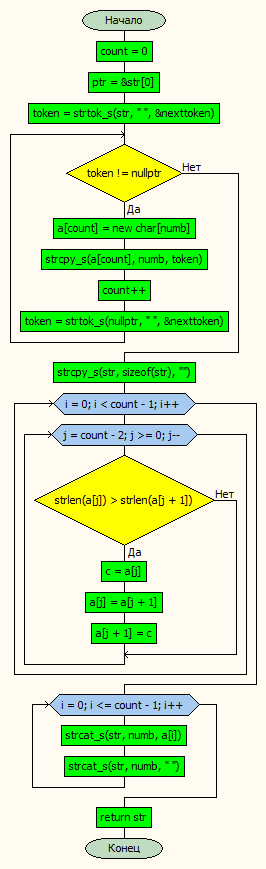 Начало
count = 0
ptr = &str[0]
token = strtok_s(str, " ", &nexttoken)
token != nullptr
Нет
Да
a[count] = new char[numb]
strcpy_s(a[count], numb, token)
count++
token = strtok_s(nullptr, " ", &nexttoken)
strcpy_s(str, sizeof(str), "")
i = 0; i < count - 1; i++
j = count - 2; j >= 0; j--
strlen(a[j]) > strlen(a[j + 1])
Нет
Да
c = a[j]
a[j] = a[j + 1]
a[j + 1] = c
i = 0; i <= count - 1; i++
strcat_s(str, numb, a[i])
strcat_s(str, numb, " ")
return str
Конец